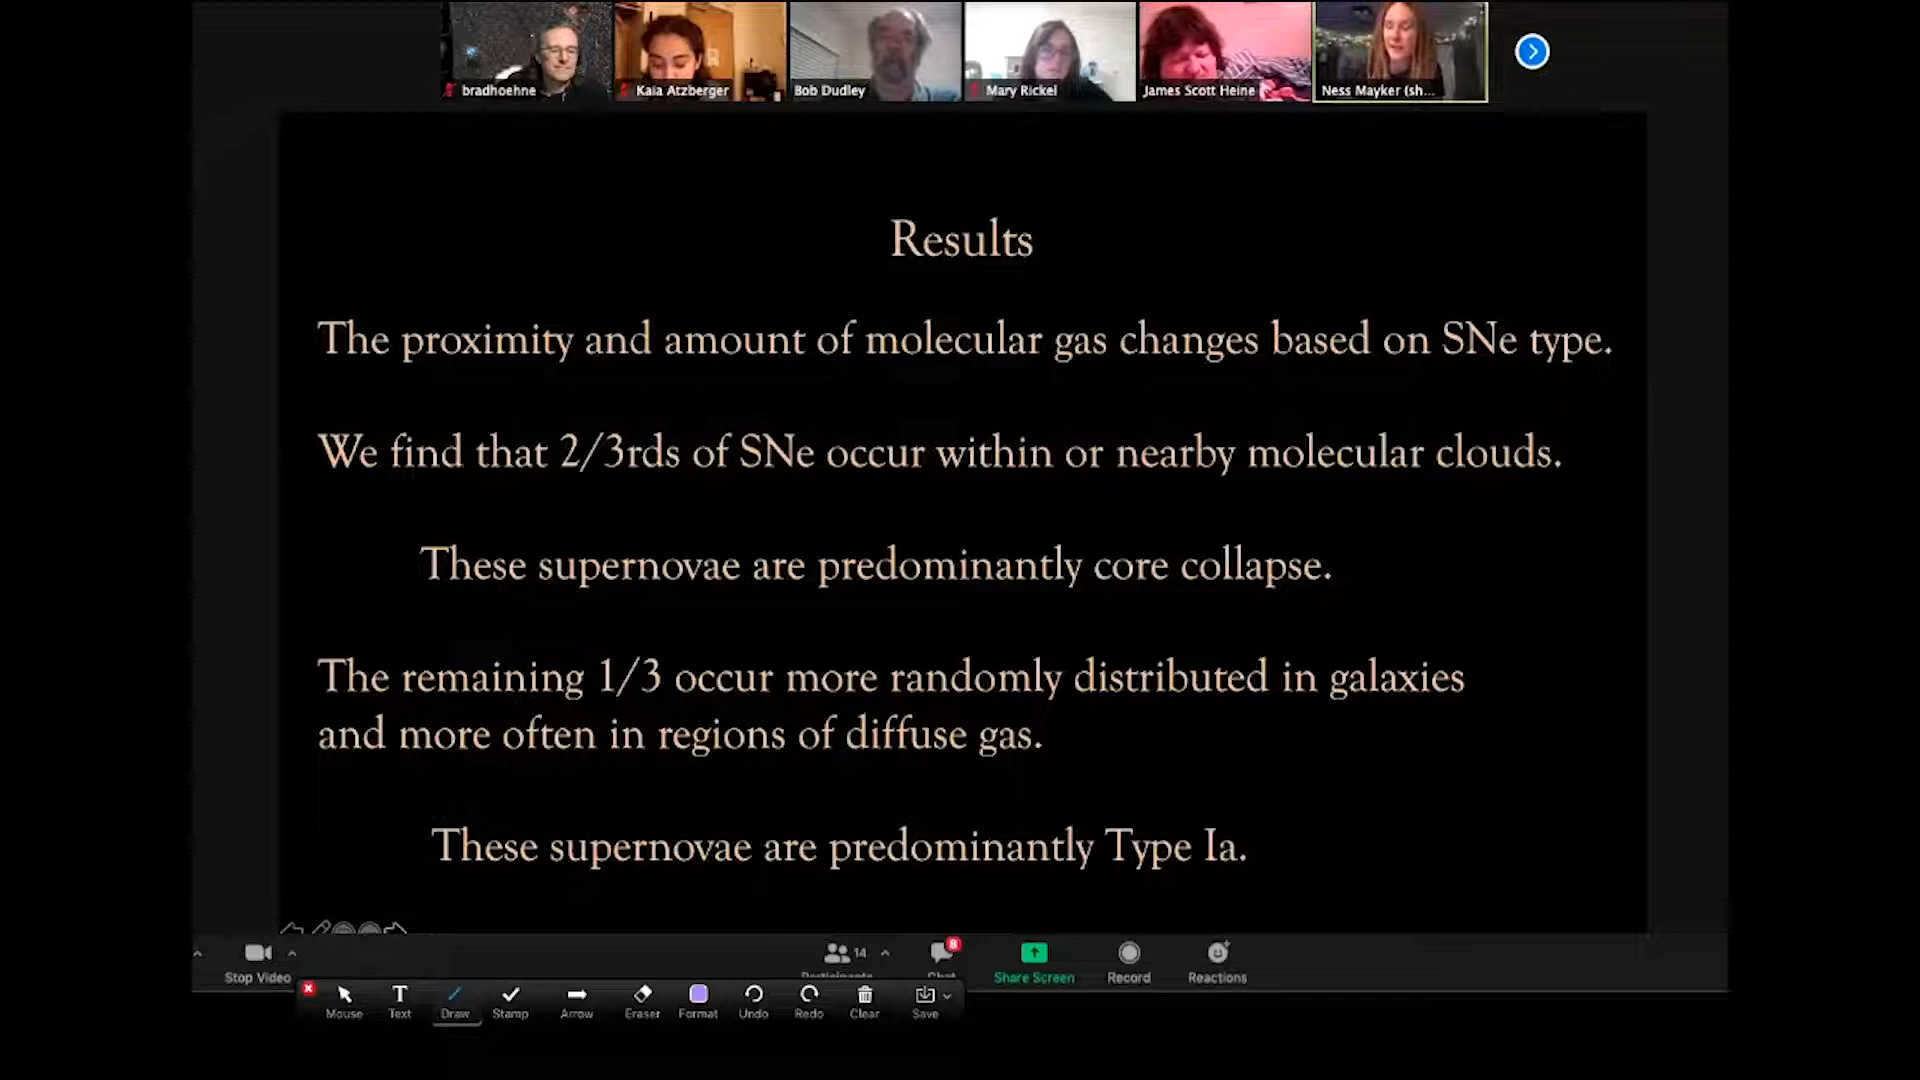 bradhoehne
Kaia Atzberger
Bob Dudley
Mary Rickel
James Scott Heine
Ness Mayker (sh...
Results
The proximity and amount of molecular gas changes based on SNe type.
We find that 2/3rds of SNe occur within or nearby molecular clouds.
These supernovae are predominantly core collapse.
The remaining 1/3 occur more randomly distributed in galaxies
and more often in regions of diffuse gas.
These supernovae are predominantly Type Ia.
14
8
Stop Video
Participants
Chat
Share Screen
Record
Reactions
Mouse
Text
Draw
Stamp
Arrow
Eraser
Format
Undo
Redo
Clear
Save